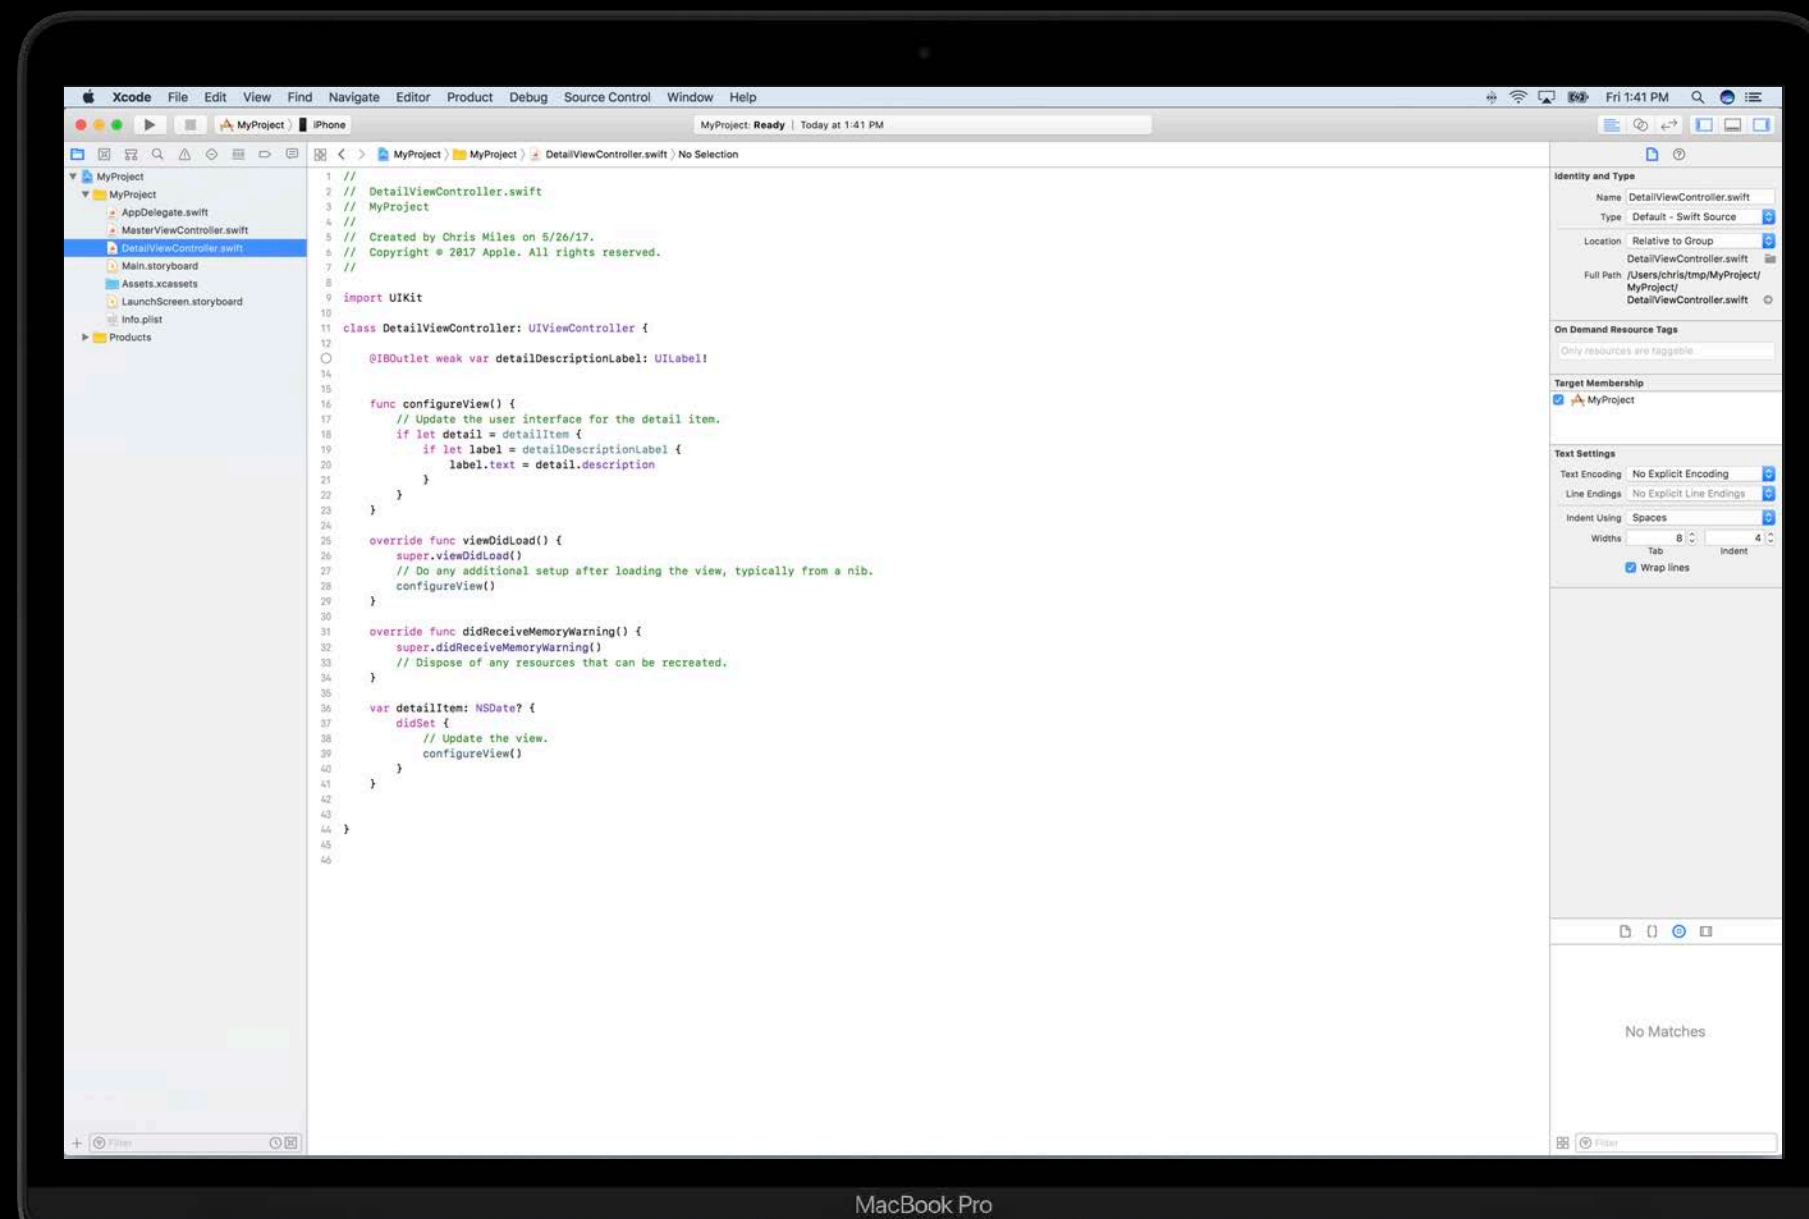 Xcode File Edit View Find Navigate Editor Product Debug Source Control Window Help Fri 1:41 PM
MyProject iPhone MyProject: Ready | Today at 1:41 PM
MyProject MyProject DetailViewController.swift No Selection
MyProject
MyProject
AppDelegate.swift
MasterViewController.swift
DetailViewController.swift
Main.storyboard
Assets.xcassets
LaunchScreen.storyboard
Info.plist
Products
Filter
1 //
2 // DetailViewController.swift
3 // MyProject
4 //
5 // Created by Chris Miles on 5/26/17.
6 // Copyright © 2017 Apple. All rights reserved.
7 //
8
9 import UIKit
10
11 class DetailViewController: UIViewController {
12
@IBOutlet weak var detailDescriptionLabel: UILabel!
14
15
16 func configureView() {
17 // Update the user interface for the detail item.
18 if let detail = detailItem {
19 if let label = detailDescriptionLabel {
20 label.text = detail.description
21 }
22 }
23 }
24
25 override func viewDidLoad() {
26 super.viewDidLoad()
27 // Do any additional setup after loading the view, typically from a nib.
28 configureView()
29 }
30
31 override func didReceiveMemoryWarning() {
32 super.didReceiveMemoryWarning()
33 // Dispose of any resources that can be recreated.
34 }
35
36 var detailItem: NSDate? {
37 didSet {
38 // Update the view.
39 configureView()
40 }
41 }
42
43
44 }
45
46
Identity and Type
Name DetailViewController.swift
Type Default - Swift Source
Location Relative to Group
DetailViewController.swift
Full Path /Users/chris/tmp/MyProject/
MyProject/
DetailViewController.swift
On Demand Resource Tags
Only resources are taggable
Target Membership
MyProject
Text Settings
Text Encoding No Explicit Encoding
Line Endings No Explicit Line Endings
Indent Using Spaces
Widths 8 4
Tab Indent
Wrap lines
No Matches
Filter
MacBook Pro